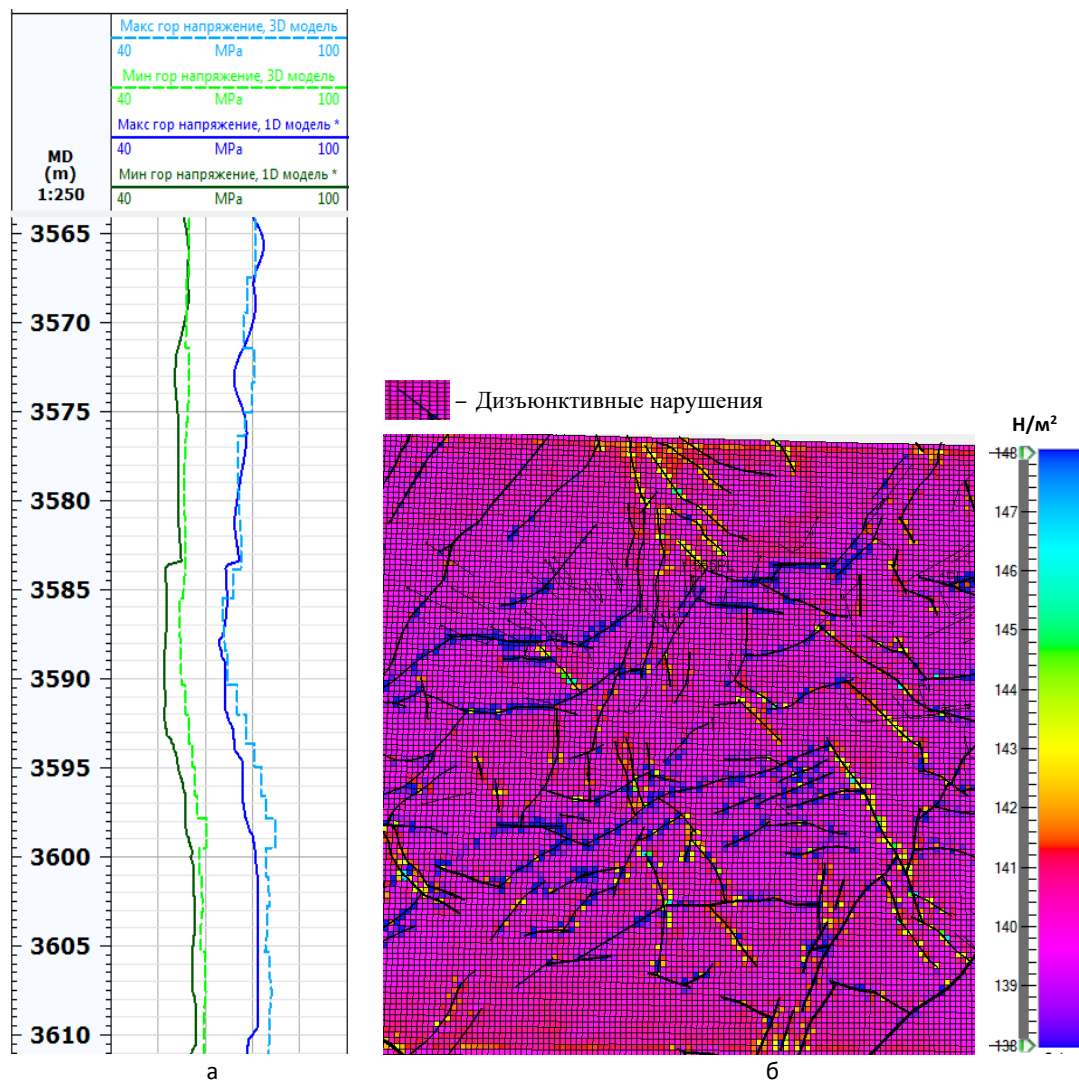 Макс гор напряжение, 3D модель
40 MPa 100
Мин гор напряжение, 3D модель
40 MPa 100
Макс гор напряжение, 1D модель *
40 MPa 100
Мин гор напряжение, 1D модель *
40 MPa 100
MD
(m)
1:250
3565
3570
3575
3580
3585
3590
3595
3600
3605
3610
а
– Дизъюнктивные нарушения
Н/м²
148
147
146
145
144
143
142
141
140
139
138
б